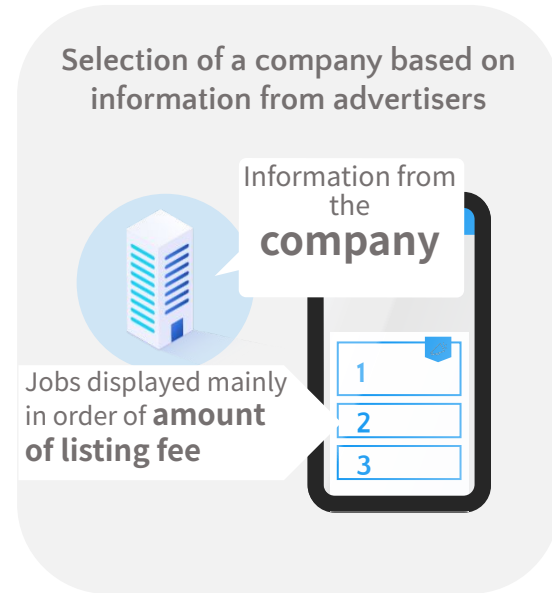 Selection of a company based on
information from advertisers
Information from
the
company
Jobs displayed mainly
in order of amount
of listing fee
1
2
3